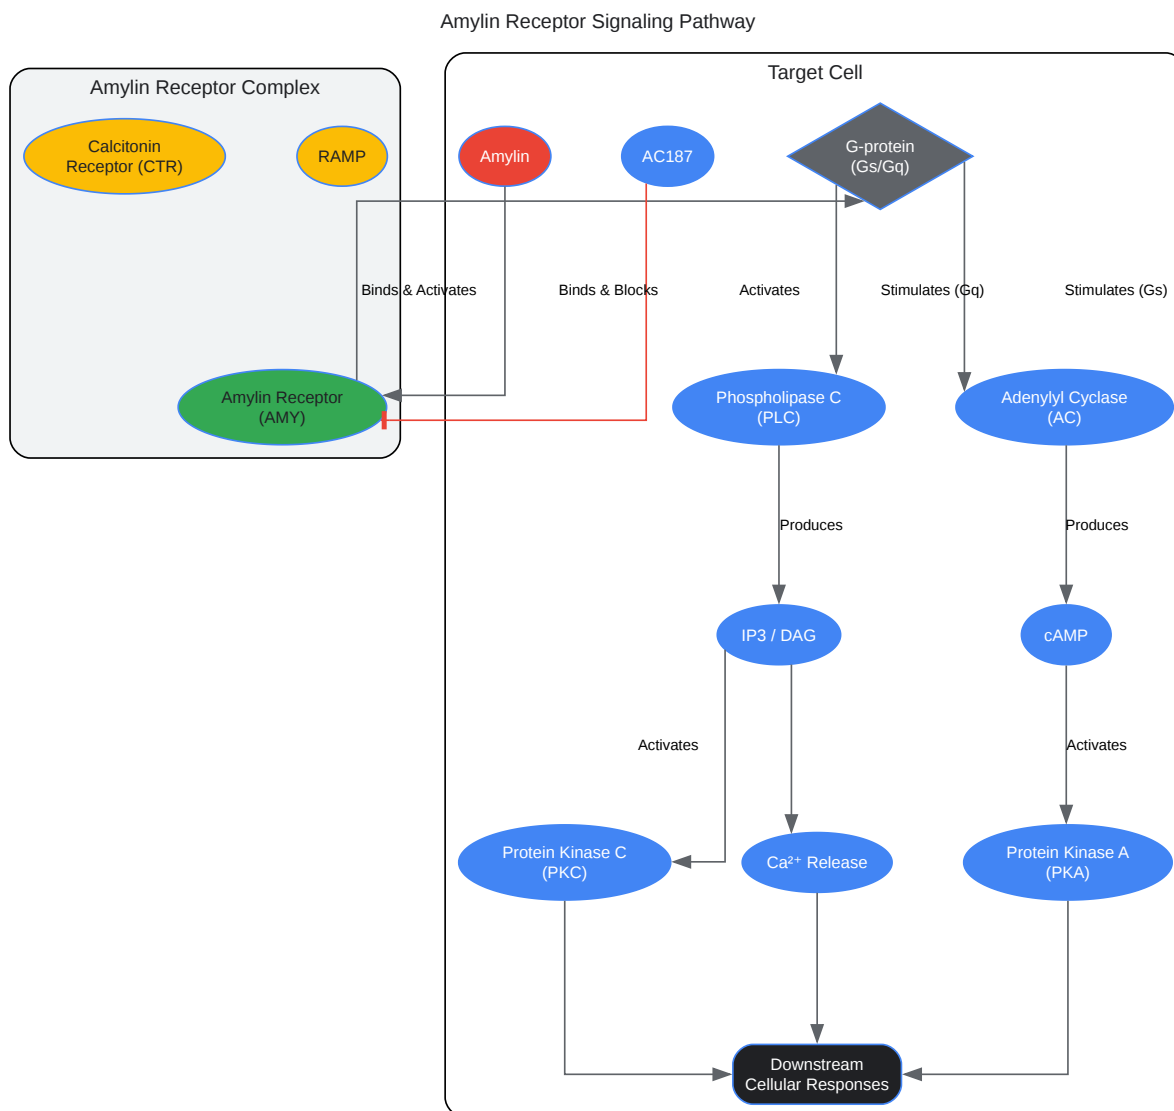 Amylin Receptor Signaling Pathway
Amylin Receptor Complex
Target Cell
Calcitonin
Receptor (CTR)
RAMP
Amylin
AC187
G-protein
(Gs/Gq)
Binds & Activates
Binds & Blocks
Activates
Stimulates (Gq)
Stimulates (Gs)
Amylin Receptor
(AMY)
Phospholipase C
(PLC)
Adenylyl Cyclase
(AC)
Produces
Produces
IP3 / DAG
cAMP
Activates
Activates
Protein Kinase C
(PKC)
Ca²⁺ Release
Protein Kinase A
(PKA)
Downstream
Cellular Responses